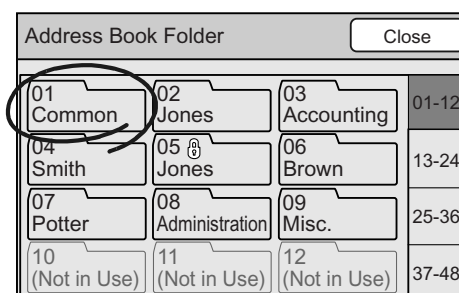 Address Book Folder
Close
01
Common
02
Jones
03
Accounting
01-12
04
Smith
05
Jones
06
Brown
13-24
07
Potter
08
Administration
09
Misc.
25-36
10
(Not in Use)
11
(Not in Use)
12
(Not in Use)
37-48